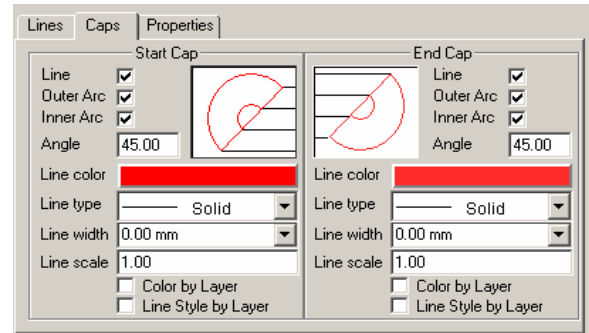 Lines Caps Properties
Start Cap
Line
Outer Arc
Inner Arc
Angle 45.00
Line color
Line type Solid
Line width 0.00 mm
Line scale 1.00
Color by Layer
Line Style by Layer
End Cap
Line
Outer Arc
Inner Arc
Angle 45.00
Line color
Line type Solid
Line width 0.00 mm
Line scale 1.00
Color by Layer
Line Style by Layer